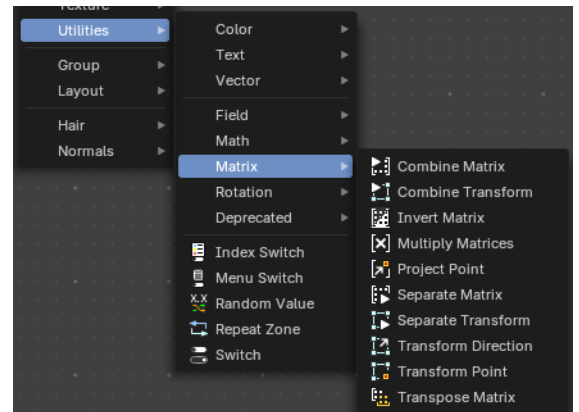 Texture
Utilities
Group
Layout
Hair
Normals
Color
Text
Vector
Field
Math
Matrix
Rotation
Deprecated
Index Switch
Menu Switch
Random Value
Repeat Zone
Switch
Combine Matrix
Combine Transform
Invert Matrix
Multiply Matrices
Project Point
Separate Matrix
Separate Transform
Transform Direction
Transform Point
Transpose Matrix